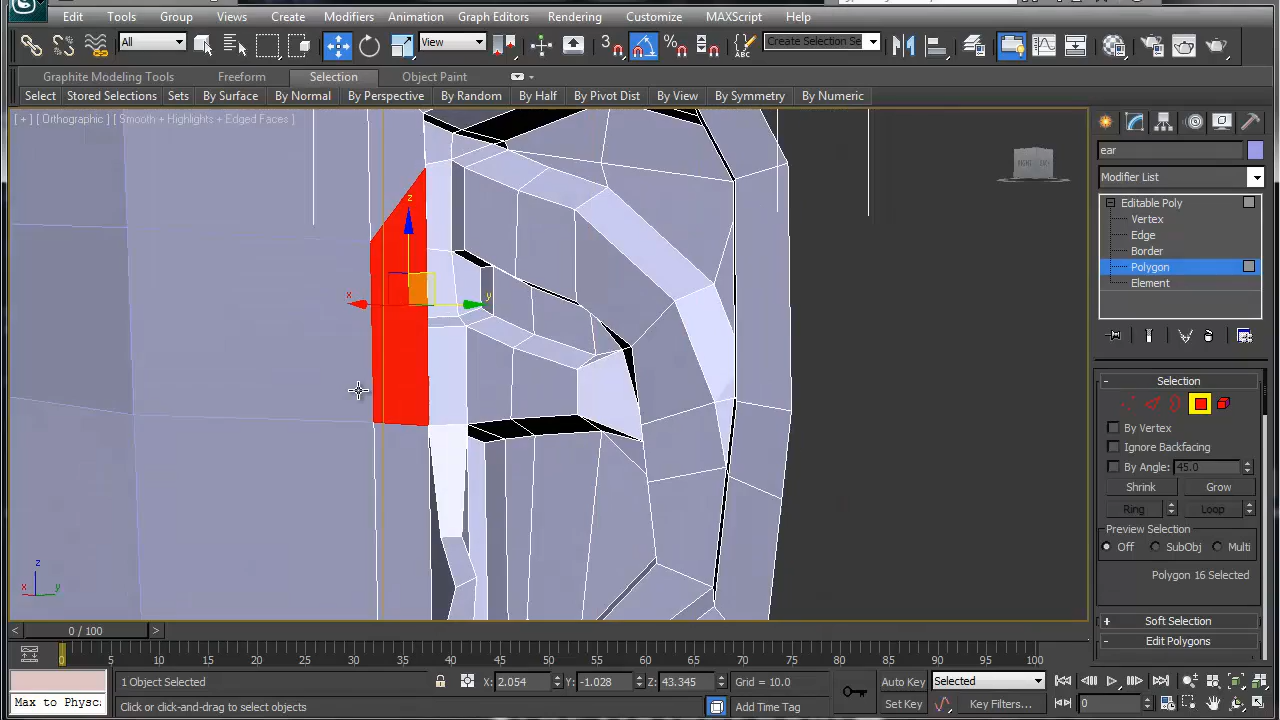 Edit Tools Group Views Create Modifiers Animation Graph Editors Rendering Customize MAXScript Help
All View 3 % ABC Create Selection Se
Graphite Modeling Tools Freeform Selection Object Paint
Select Stored Selections Sets By Surface By Normal By Perspective By Random By Half By Pivot Dist By View By Symmetry By Numeric
[ + ] [ Orthographic ] [ Smooth + Highlights + Edged Faces ]
RIGHT BACK
ear
Modifier List
Editable Poly
Vertex
Edge
Border
Polygon
Element
z
x y
- Selection
By Vertex
Ignore Backfacing
By Angle: 45.0
Shrink Grow
Ring Loop
Preview Selection
Off SubObj Multi
Polygon 16 Selected
+ Soft Selection
- Edit Polygons
z
x y
< 0 / 100 >
0 5 10 15 20 25 30 35 40 45 50 55 60 65 70 75 80 85 90 95 100
1 Object Selected X: 2.054 Y: -1.028 Z: 43.345 Grid = 10.0 Auto Key Selected
Max to Physc Click or click-and-drag to select objects Add Time Tag Set Key Key Filters... 0